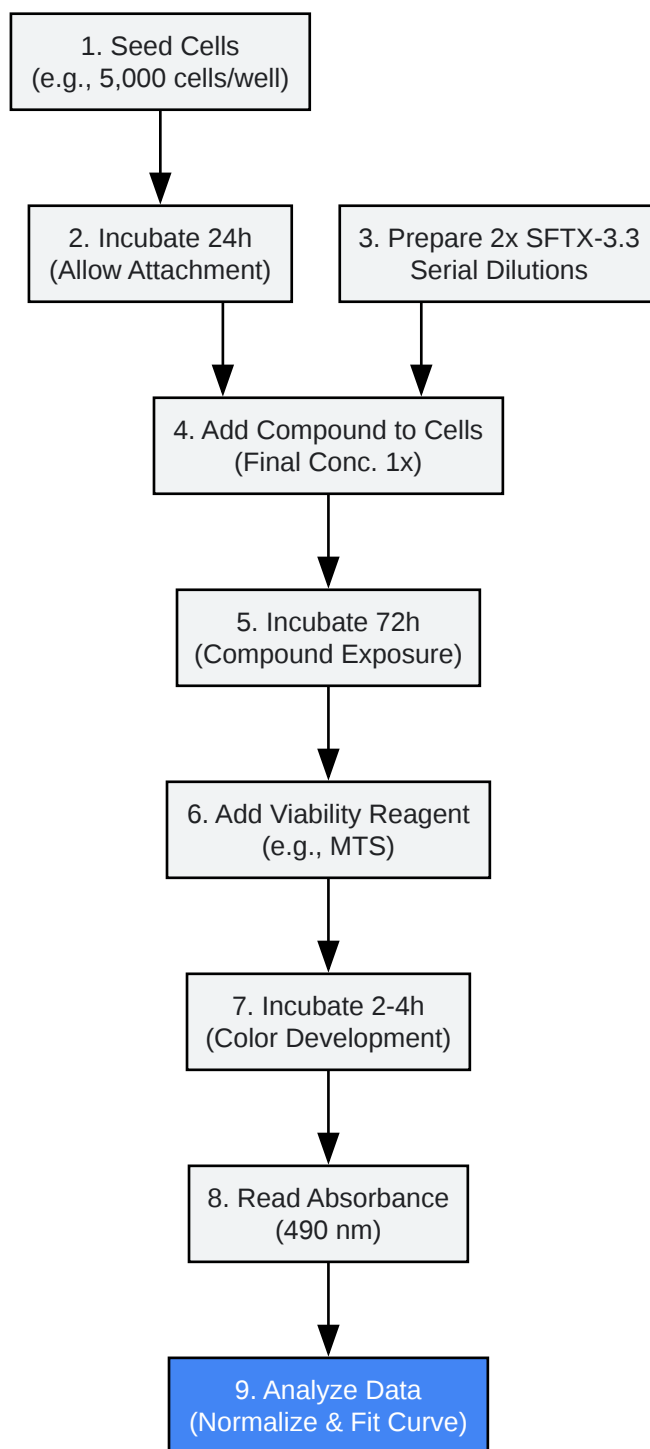 1. Seed Cells
(e.g., 5,000 cells/well)
2. Incubate 24h
(Allow Attachment)
3. Prepare 2x SFTX-3.3
Serial Dilutions
4. Add Compound to Cells
(Final Conc. 1x)
5. Incubate 72h
(Compound Exposure)
6. Add Viability Reagent
(e.g., MTS)
7. Incubate 2-4h
(Color Development)
8. Read Absorbance
(490 nm)
9. Analyze Data
(Normalize & Fit Curve)